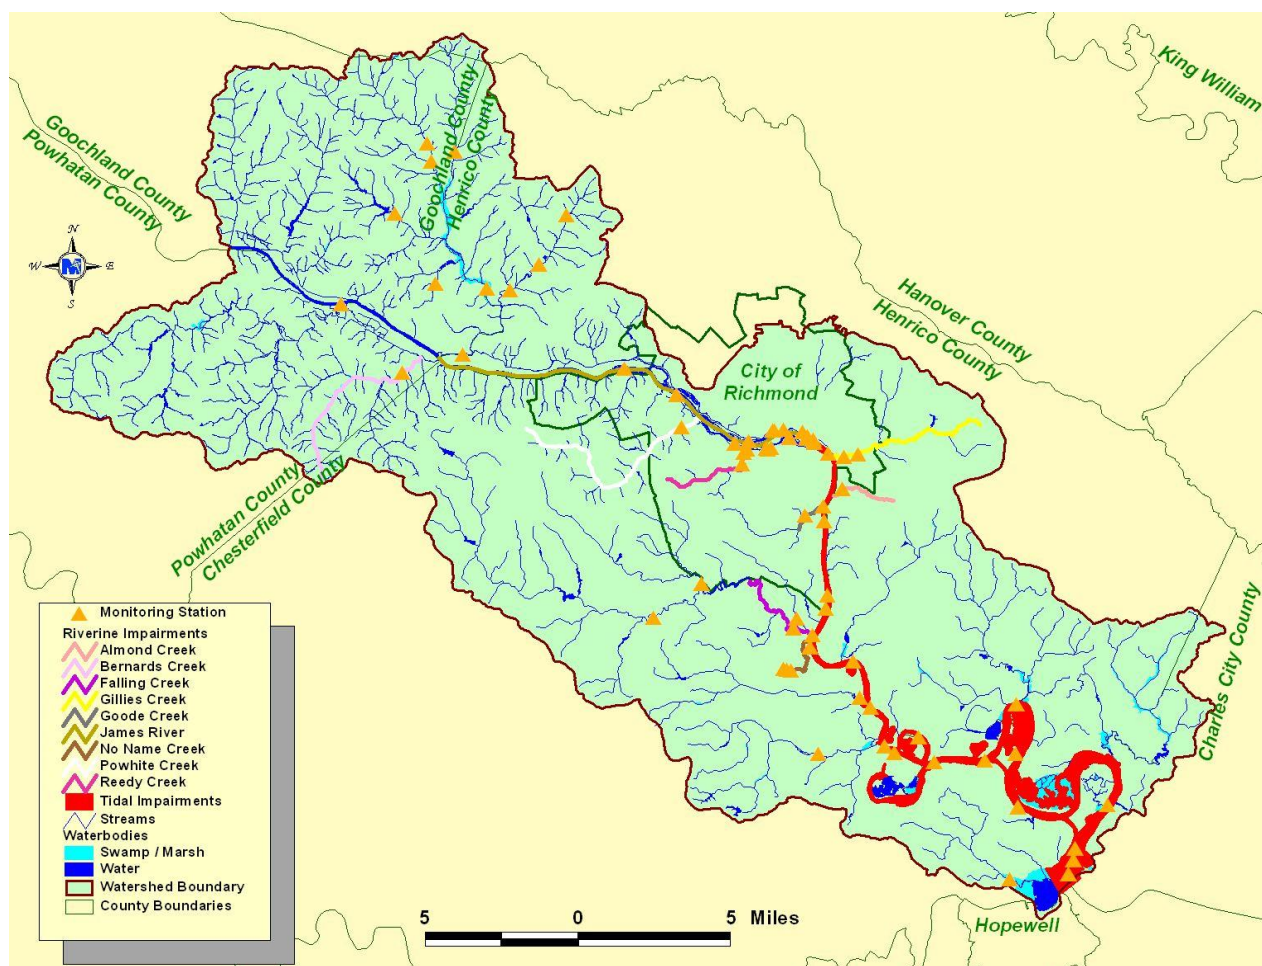 King William
Goochland County
Powhatan County
Goochland County
Henrico County
N
W
E
M
S
Hanover County
Henrico County
City of
Richmond
Powhatan County
Chesterfield County
Charles City County
Monitoring Station
Riverine Impairments
Almond Creek
Bernards Creek
Falling Creek
Gillies Creek
Goode Creek
James River
No Name Creek
Powhite Creek
Reedy Creek
Tidal Impairments
Streams
Waterbodies
Swamp / Marsh
Water
Watershed Boundary
County Boundaries
5 0 5 Miles
Hopewell